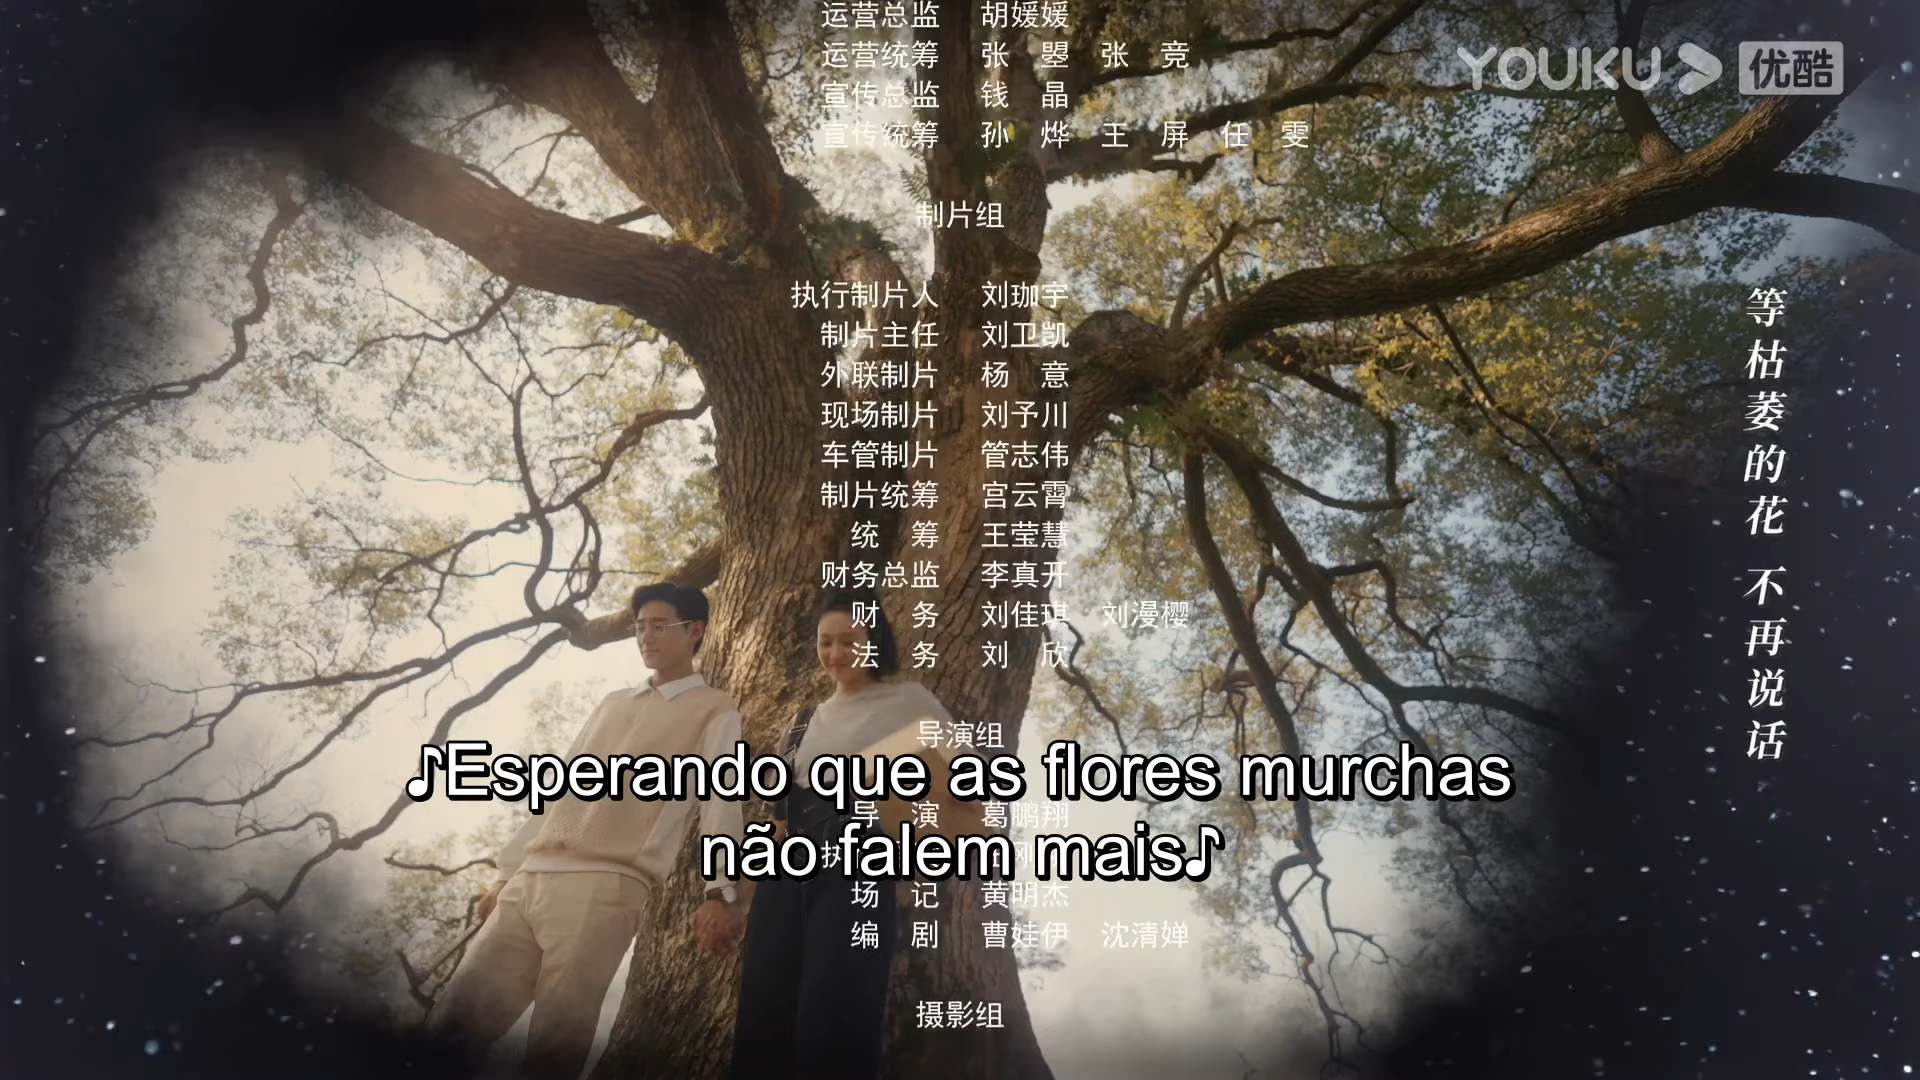 运营总监 胡媛媛
运营统筹 张 曌 张 竞
宣传总监 钱 晶
宣传统筹 孙 烨 王 屏 任 雯
YOUKU 优酷
制片组
执行制片人 刘珈宇
制片主任 刘卫凯
外联制片 杨 意
现场制片 刘予川
车管制片 管志伟
制片统筹 宫云霄
统 筹 王莹慧
财务总监 李真开
财 务 刘佳琪 刘漫樱
法 务 刘 欣
等枯萎的花 不再说话
导演组
♪Esperando que as flores murchas
导 演 葛鹏翔
não falem mais♪
场 记 黄明杰
编 剧 曹娃伊 沈清婵
摄影组